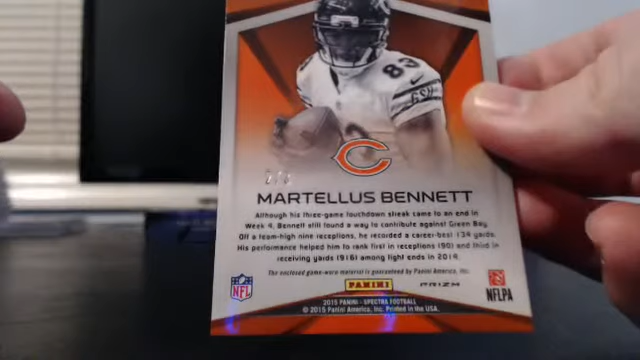 83
GSH
MARTELLUS BENNETT
Although his three-game touchdown streak came to an end in
Week 4, Bennett still found a way to contribute against Green Bay.
Off a team-high nine receptions, he recorded a career-best 134 yards.
His performance helped him to rank first in receptions (90) and third in
receiving yards (916) among tight ends in 2014.
The enclosed game-worn material is guaranteed by Panini America, Inc.
NFL
PANINI
PRIZM
NFLPA
2015 PANINI - SPECTRA FOOTBALL
© 2015 Panini America, Inc. Printed in the USA.